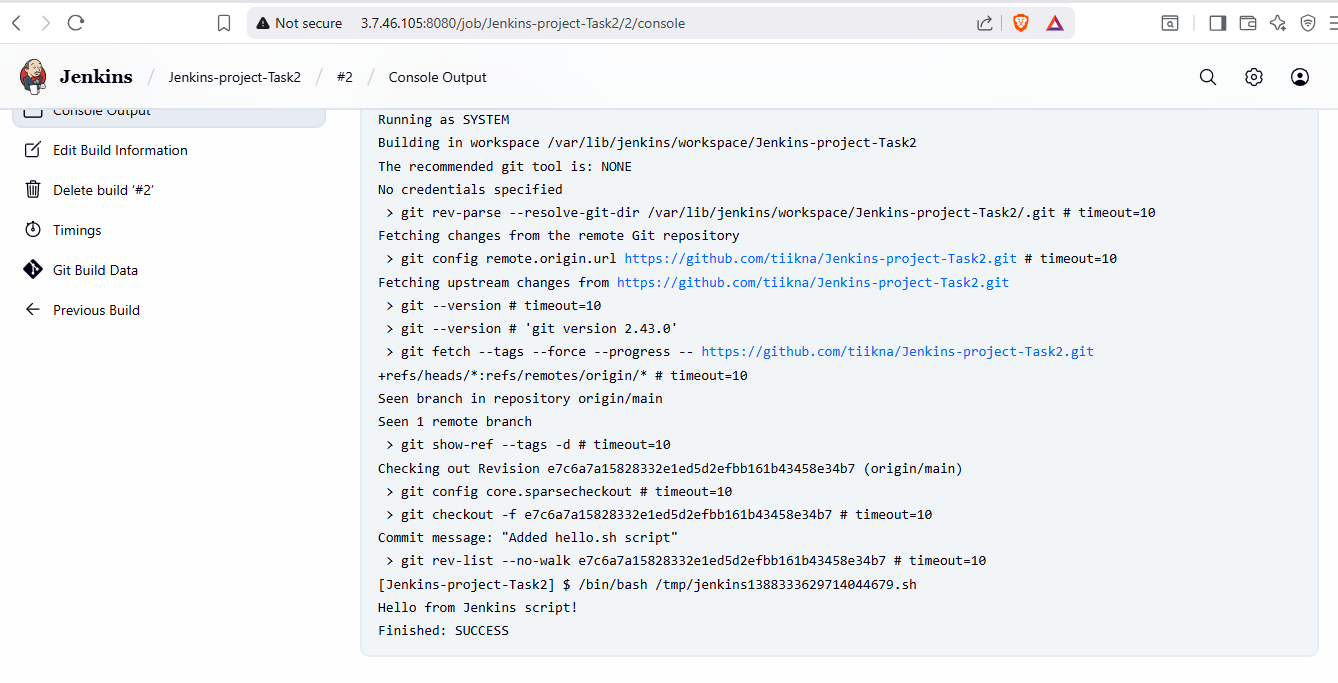 Not secure 3.7.46.105:8080/job/Jenkins-project-Task2/2/console
Jenkins / Jenkins-project-Task2 / #2 / Console Output
Console Output
Edit Build Information
Delete build ‘#2’
Timings
Git Build Data
Previous Build
Running as SYSTEM
Building in workspace /var/lib/jenkins/workspace/Jenkins-project-Task2
The recommended git tool is: NONE
No credentials specified
> git rev-parse --resolve-git-dir /var/lib/jenkins/workspace/Jenkins-project-Task2/.git # timeout=10
Fetching changes from the remote Git repository
> git config remote.origin.url https://github.com/tiikna/Jenkins-project-Task2.git # timeout=10
Fetching upstream changes from https://github.com/tiikna/Jenkins-project-Task2.git
> git --version # timeout=10
> git --version # 'git version 2.43.0'
> git fetch --tags --force --progress -- https://github.com/tiikna/Jenkins-project-Task2.git
+refs/heads/*:refs/remotes/origin/* # timeout=10
Seen branch in repository origin/main
Seen 1 remote branch
> git show-ref --tags -d # timeout=10
Checking out Revision e7c6a7a15828332e1ed5d2efbb161b43458e34b7 (origin/main)
> git config core.sparsecheckout # timeout=10
> git checkout -f e7c6a7a15828332e1ed5d2efbb161b43458e34b7 # timeout=10
Commit message: "Added hello.sh script"
> git rev-list --no-walk e7c6a7a15828332e1ed5d2efbb161b43458e34b7 # timeout=10
[Jenkins-project-Task2] $ /bin/bash /tmp/jenkins1388333629714044679.sh
Hello from Jenkins script!
Finished: SUCCESS